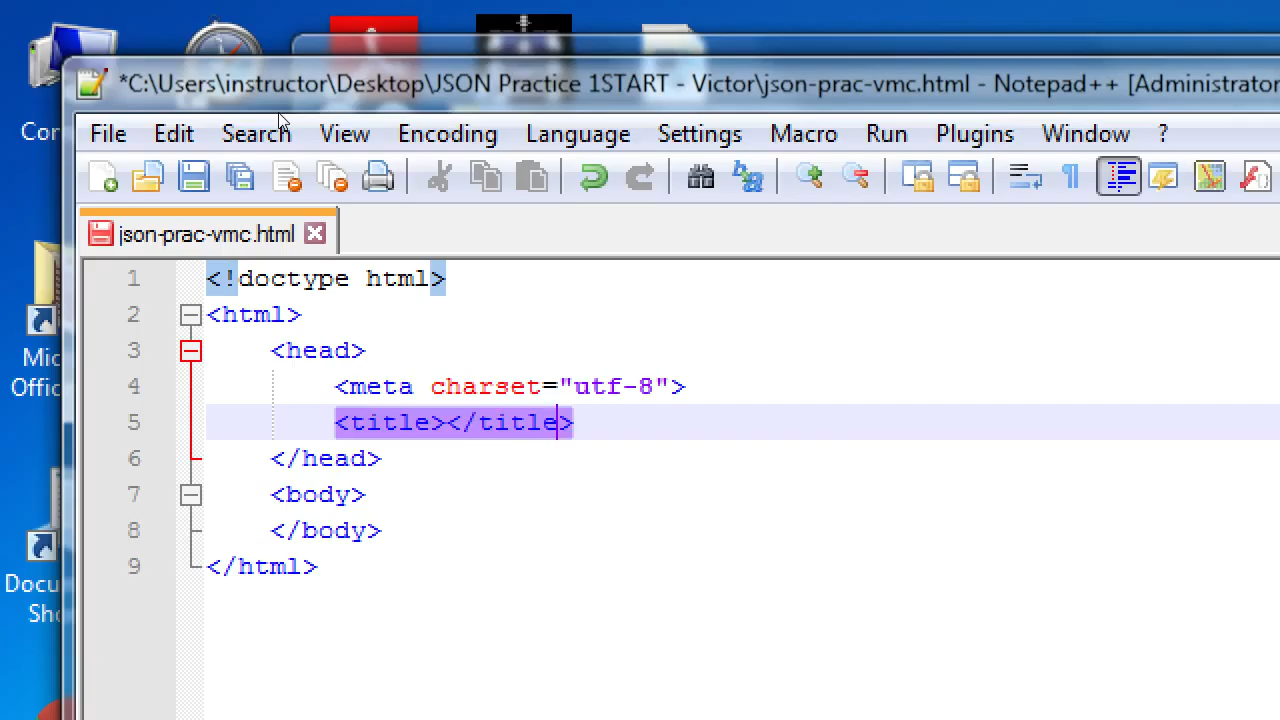 *C:\Users\instructor\Desktop\JSON Practice 1START - Victor\json-prac-vmc.html - Notepad++ [Administrator
Con
File Edit Search View Encoding Language Settings Macro Run Plugins Window ?
json-prac-vmc.html
1 <!doctype html>
2 <html>
3 <head>
4 <meta charset="utf-8">
5 <title></title>
6 </head>
7 <body>
8 </body>
9 </html>
Mic
Offic
Docu
Sho